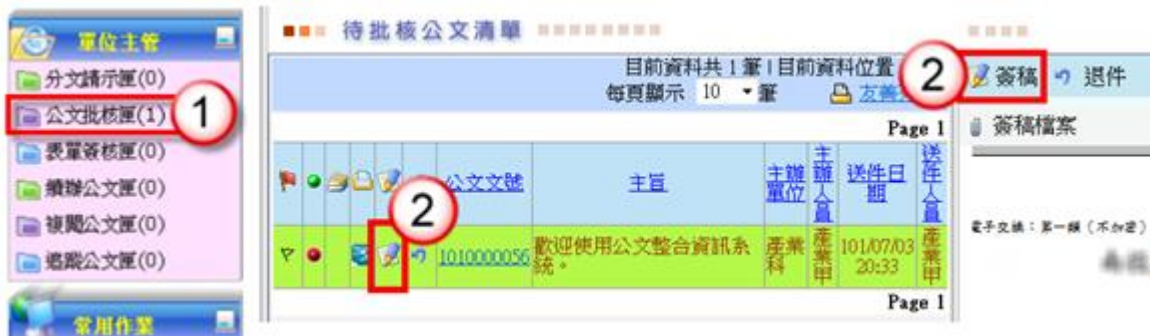 單位主管
分文請示匣(0)
公文批核匣(1)
表單簽核匣(0)
續辦公文匣(0)
複閱公文匣(0)
追蹤公文匣(0)
常用作業
1
待批核公文清單
目前資料共 1 筆 | 目前資料位置
每頁顯示 10 筆 友善
Page 1
公文文號 主旨 主辦單位 主辦人員 送件日期 送件人員
2
1010000056 歡迎使用公文整合資訊系統。 產業科 產業甲 101/07/03 20:33 產業甲
Page 1
2
簽稿 退件
簽稿檔案
電子交換：第一類（不加密）